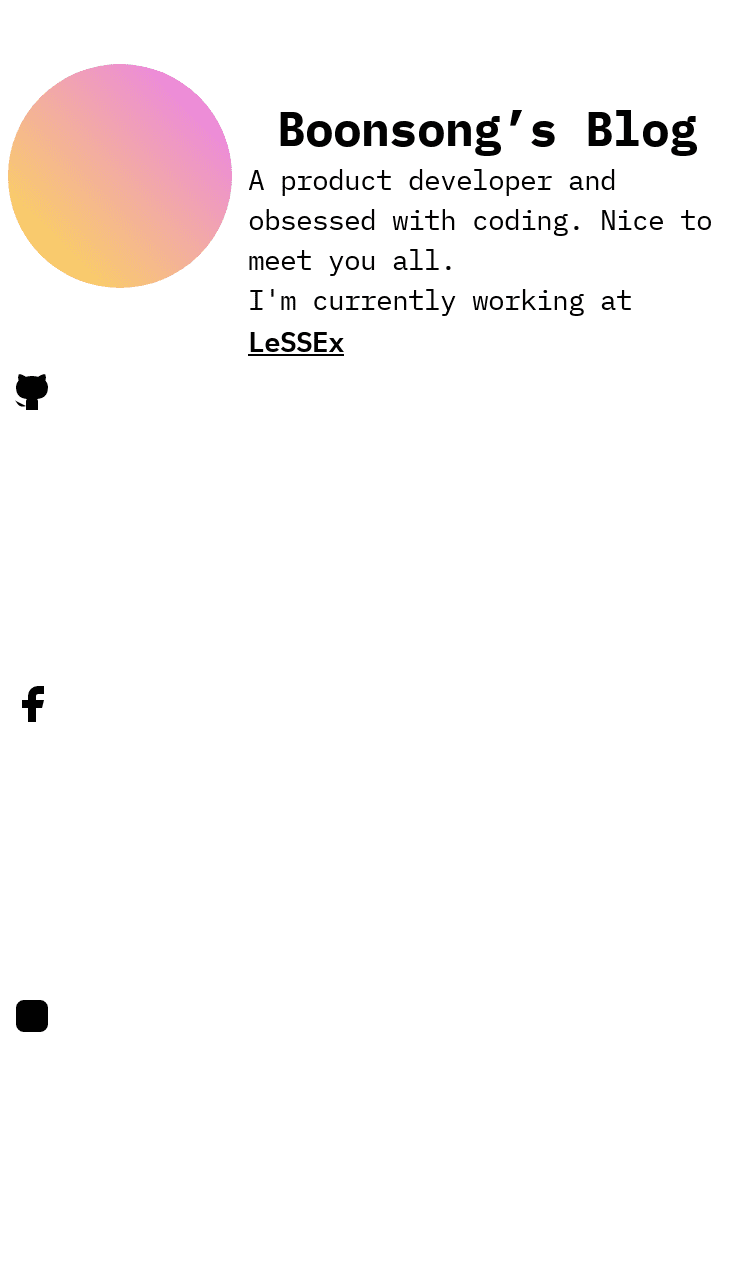 Boonsong’s Blog
A product developer and
obsessed with coding. Nice to
meet you all.
I'm currently working at
LeSSEx